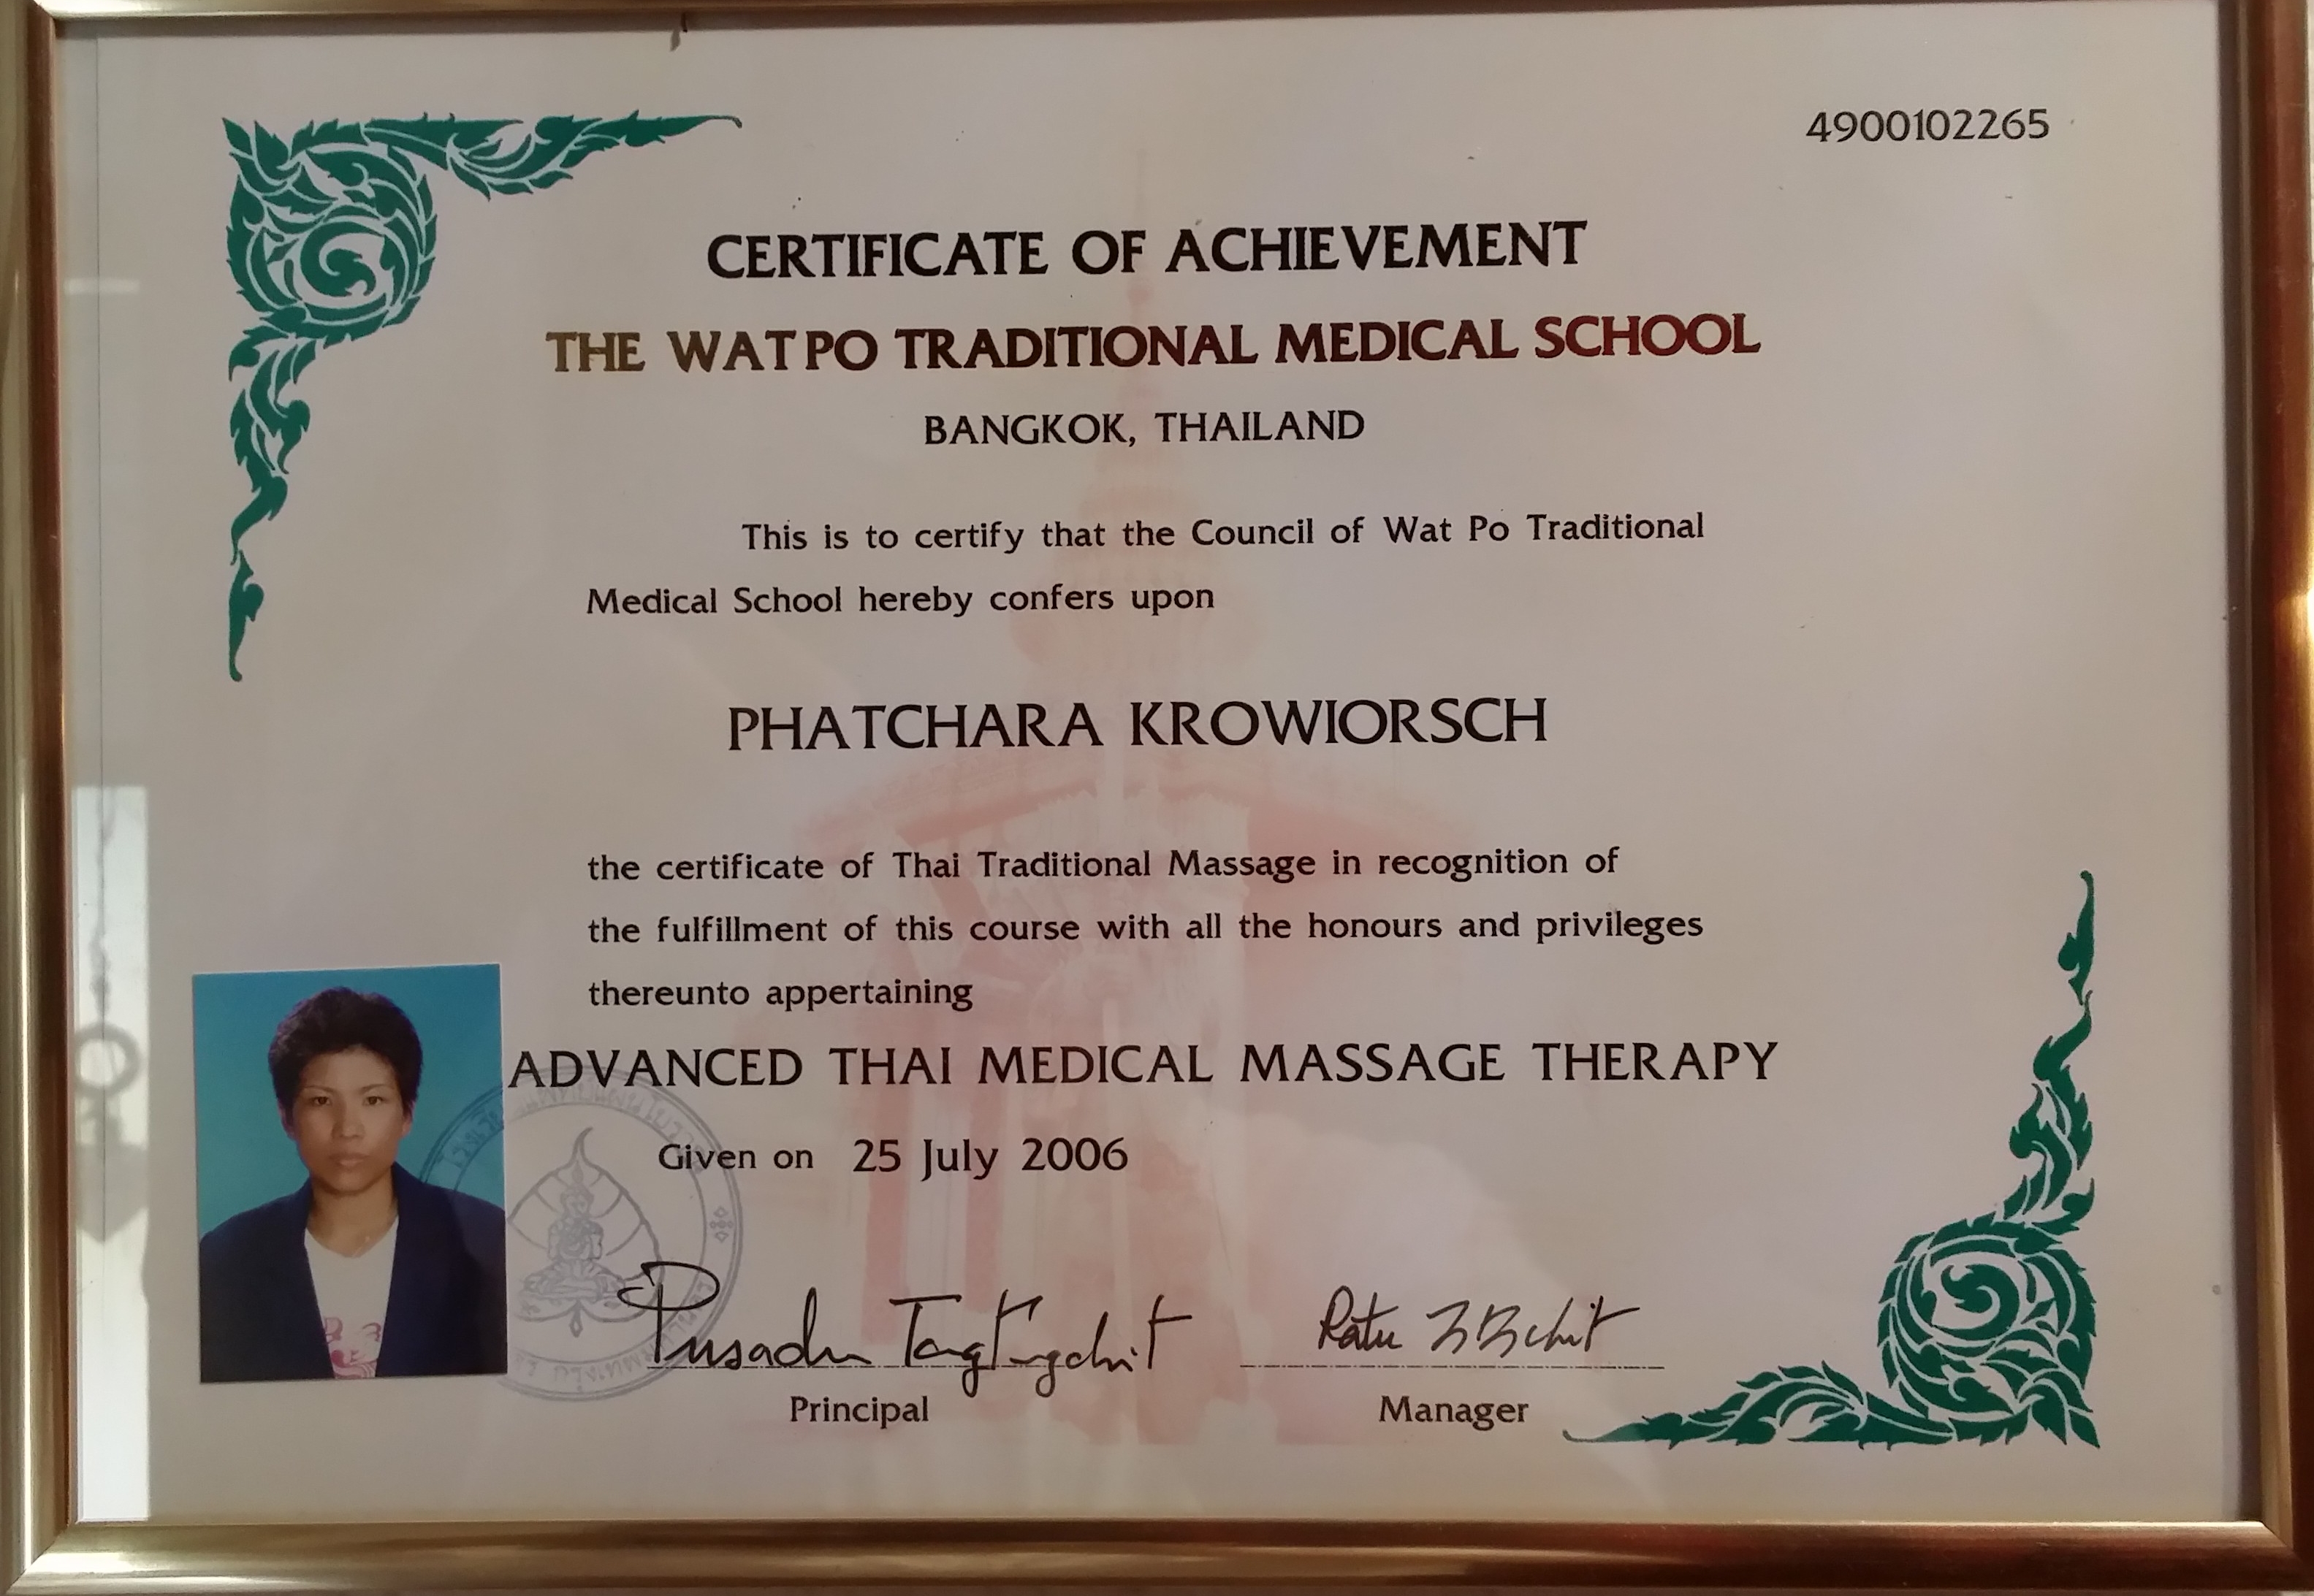 4900102265
CERTIFICATE OF ACHIEVEMENT
THE WAT PO TRADITIONAL MEDICAL SCHOOL
BANGKOK, THAILAND
This is to certify that the Council of Wat Po Traditional
Medical School hereby confers upon
PHATCHARA KROWIORSCH
the certificate of Thai Traditional Massage in recognition of
the fulfillment of this course with all the honours and privileges
thereunto appertaining
ADVANCED THAI MEDICAL MASSAGE THERAPY
Given on 25 July 2006
Principal
Manager